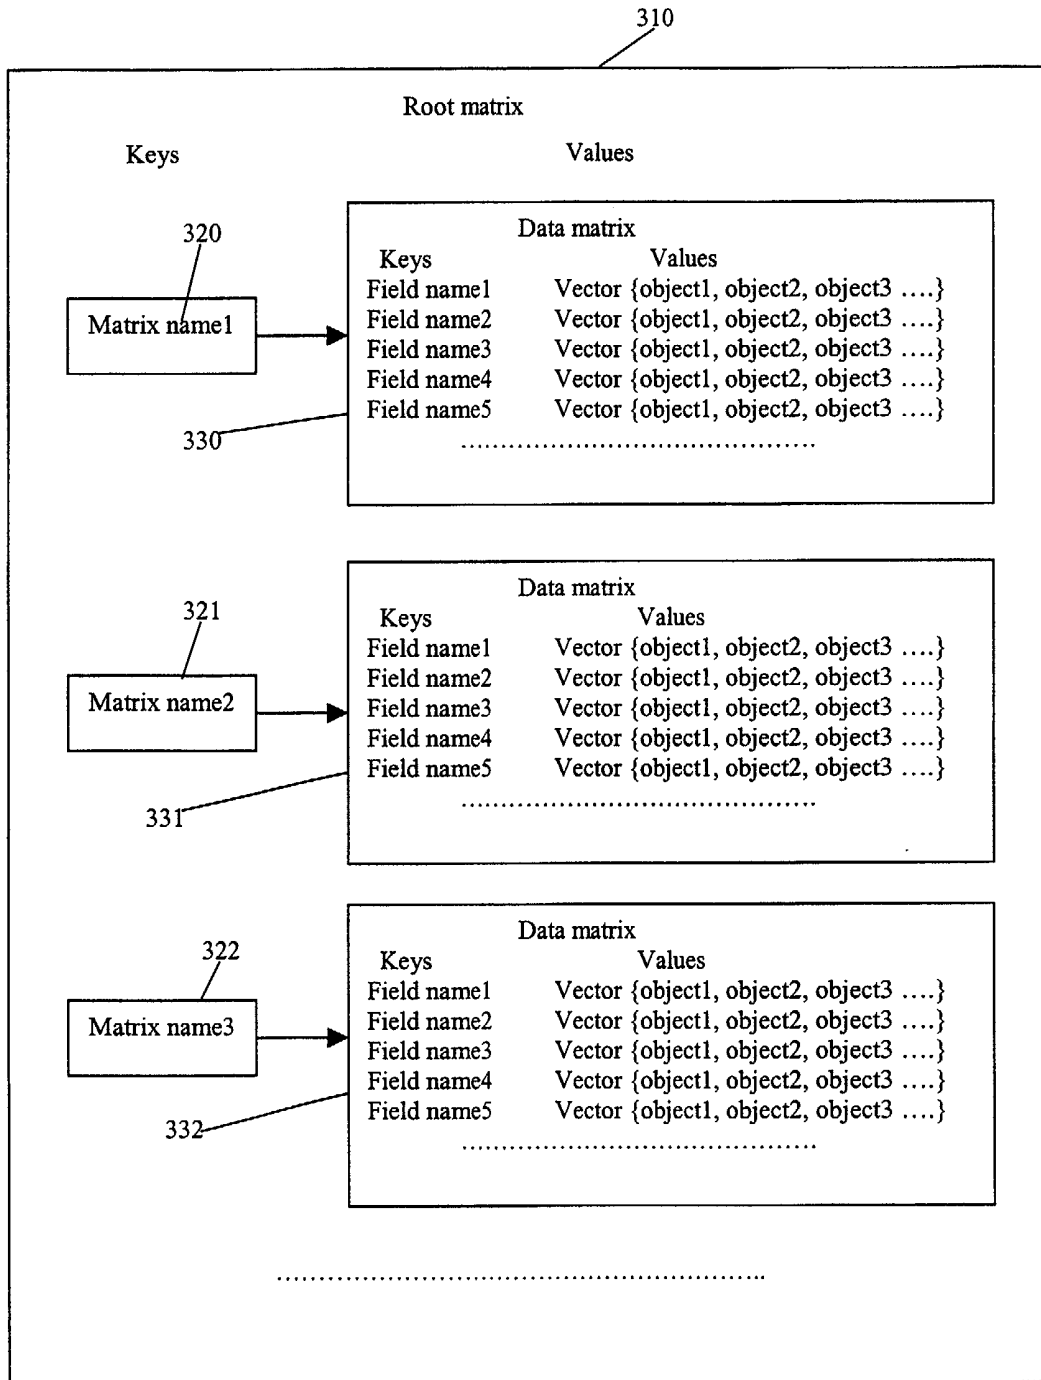 310
Root matrix
Keys Values
320
Data matrix
Keys Values
Field name1 Vector {object1, object2, object3 ....}
Matrix name1
Field name2 Vector {object1, object2, object3 ....}
Field name3 Vector {object1, object2, object3 ....}
Field name4 Vector {object1, object2, object3 ....}
Field name5 Vector {object1, object2, object3 ....}
330
..........................................
321
Data matrix
Keys Values
Field name1 Vector {object1, object2, object3 ....}
Field name2 Vector {object1, object2, object3 ....}
Matrix name2
Field name3 Vector {object1, object2, object3 ....}
Field name4 Vector {object1, object2, object3 ....}
Field name5 Vector {object1, object2, object3 ....}
331
..........................................
322
Data matrix
Keys Values
Field name1 Vector {object1, object2, object3 ....}
Matrix name3
Field name2 Vector {object1, object2, object3 ....}
Field name3 Vector {object1, object2, object3 ....}
Field name4 Vector {object1, object2, object3 ....}
Field name5 Vector {object1, object2, object3 ....}
332
..........................................
..........................................................